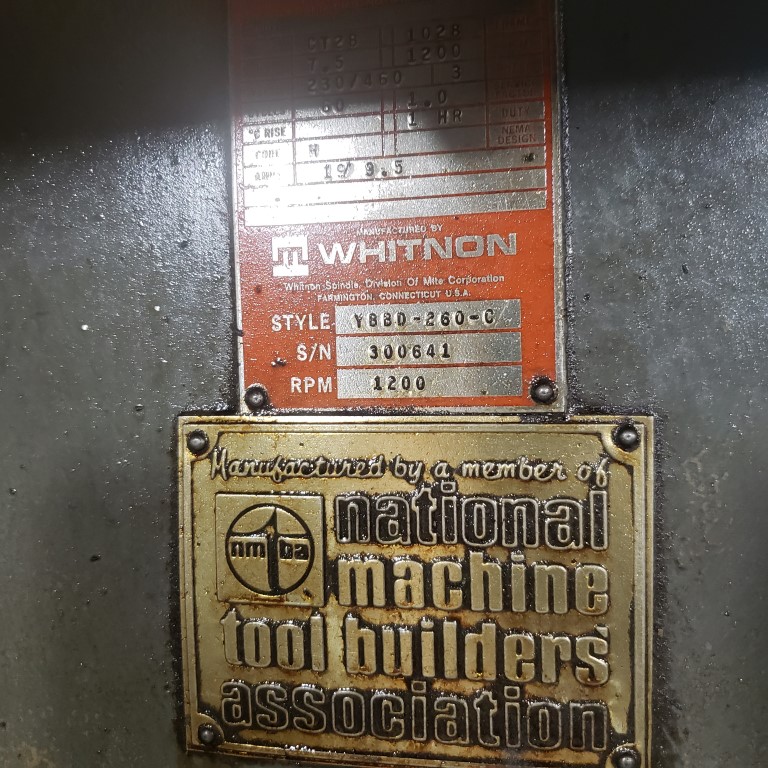 CT28 1028
7.5 1200
230/460 3
60 1.0
1 HR DUTY
°C RISE NEMA DESIGN
CODE H
AMPS 19/9.5
MANUFACTURED BY
WHITNON
Whitnon Spindle, Division Of Mite Corporation
FARMINGTON, CONNECTICUT U.S.A.
STYLE Y88D-260-C
S/N 300641
RPM 1200
Manufactured by a member of
nmtba national
machine
tool builders'
association